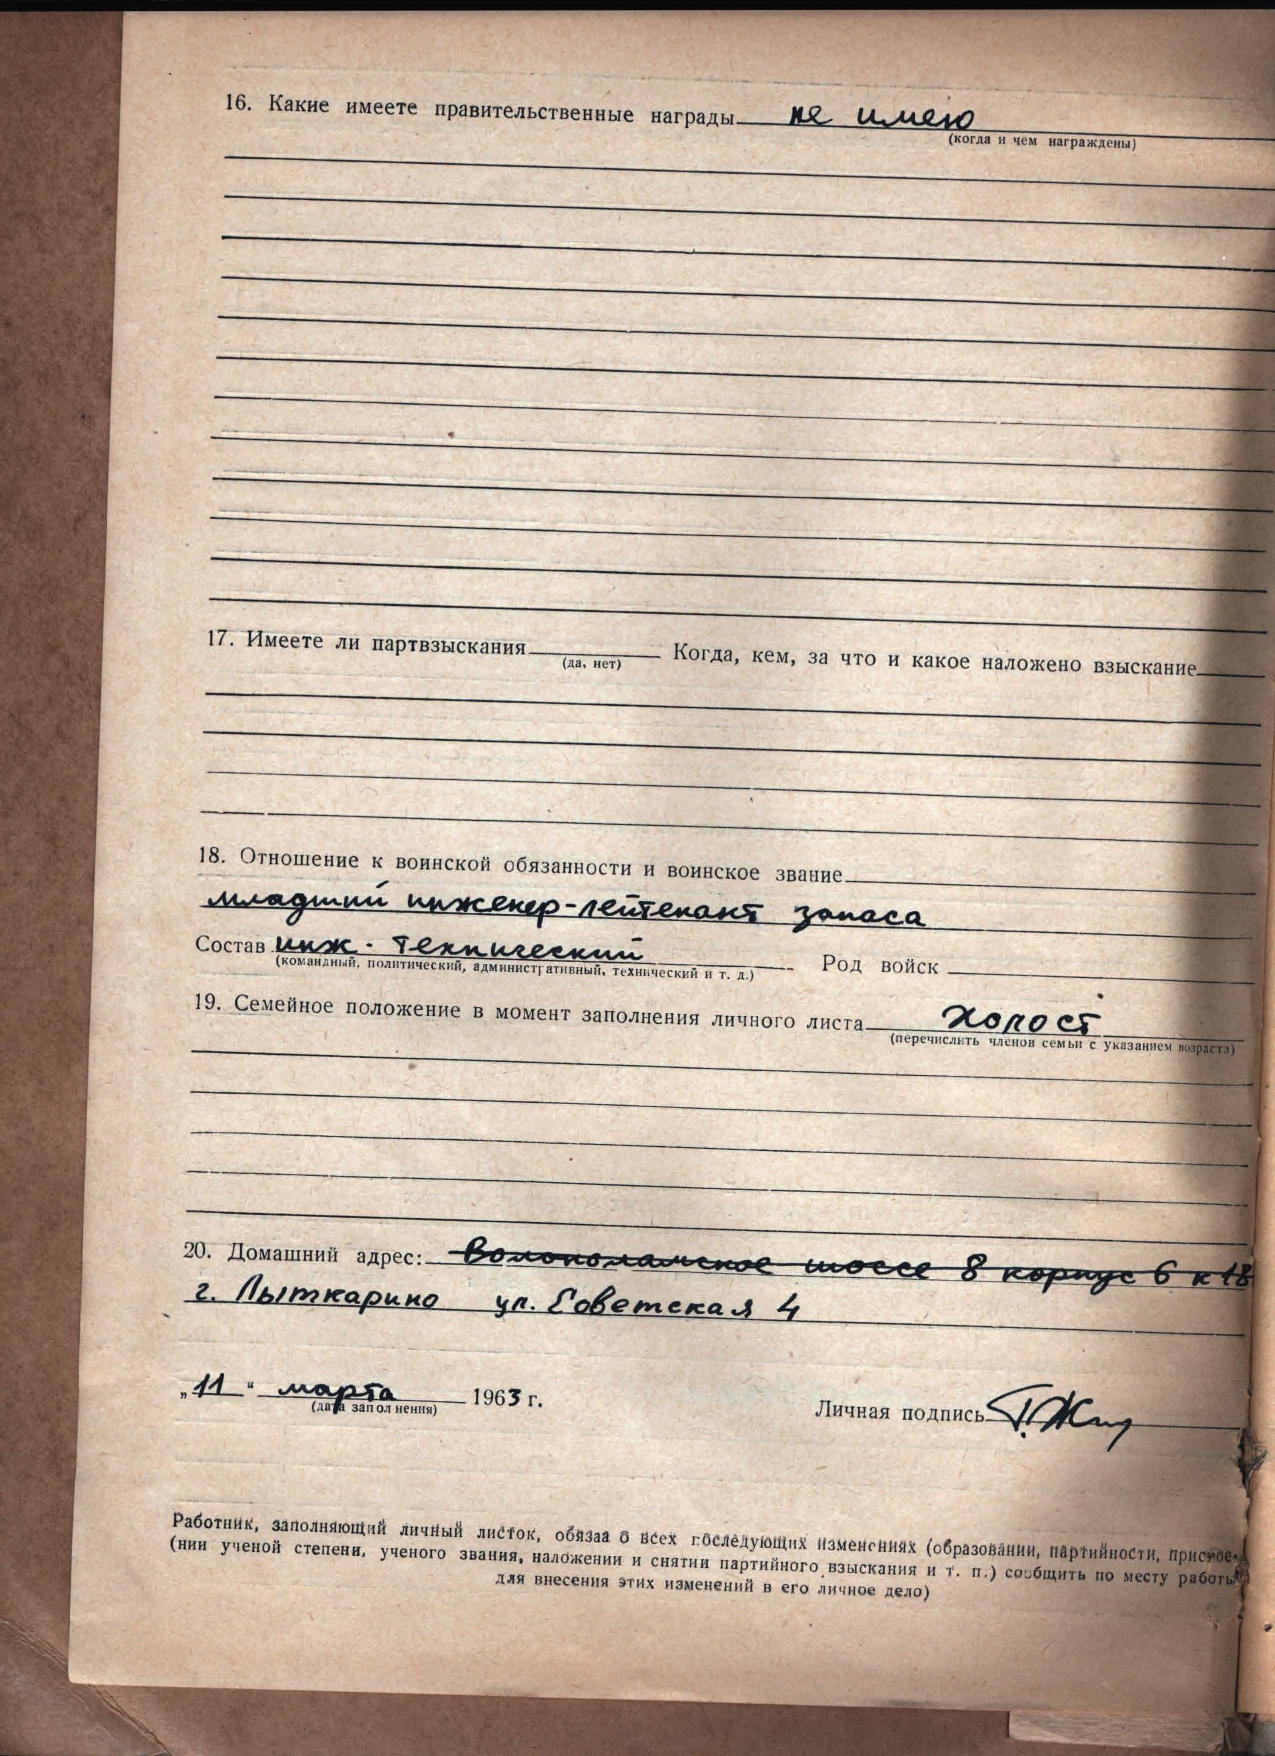 16. Какие имеете правительственные награды не имею
(когда и чем награждены)
17. Имеете ли партвзыскания Когда, кем, за что и какое наложено взыскание
(да, нет)
18. Отношение к воинской обязанности и воинское звание
младший инженер-лейтенант запаса
Состав инж.-технический Род войск
(командный, политический, административный, технический и т. д.)
19. Семейное положение в момент заполнения личного листа холост
(перечислить членов семьи с указанием возраста)
20. Домашний адрес: Волоколамское шоссе 8 корпус 6 к 18
г. Лыткарино ул. Советская 4
„11“ марта 1963 г.
(дата заполнения)
Личная подпись
Работник, заполняющий личный листок, обязан о всех последующих изменениях (образовании, партийности, присвое-
(нии ученой степени, ученого звания, наложении и снятии партийного взыскания и т. п.) сообщить по месту работы
для внесения этих изменений в его личное дело)